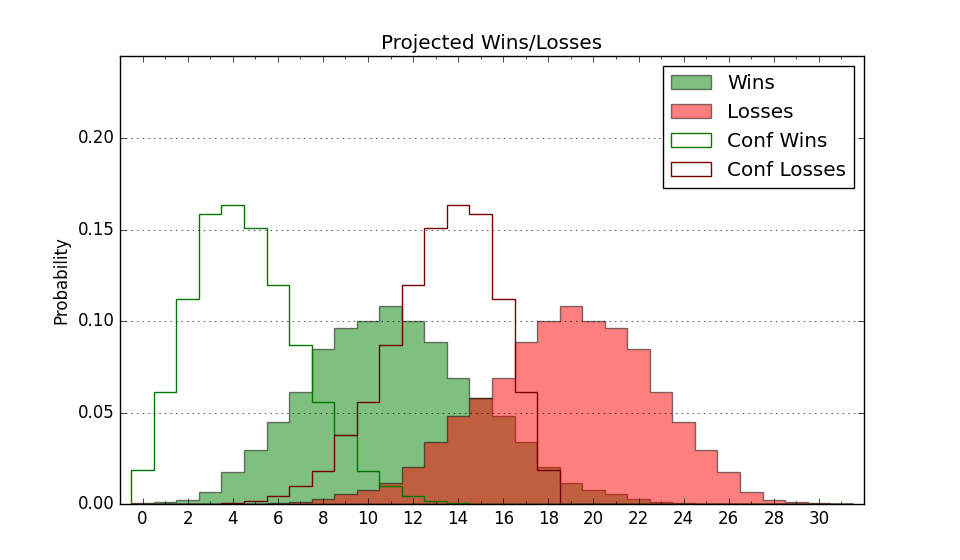 Projected Wins/Losses
Wins
Losses
Conf Wins
Conf Losses
Probability
0.20
0.15
0.10
0.05
0.00
0 2 4 6 8 10 12 14 16 18 20 22 24 26 28 30